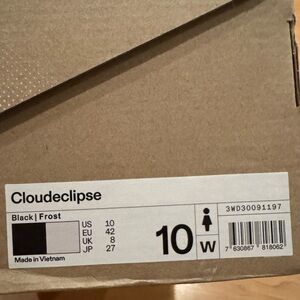 Cloudeclipse
Black | Frost
US 10
EU 42
UK 8
JP 27
Made in Vietnam
10
W
3WD30091197
7 630867 818062